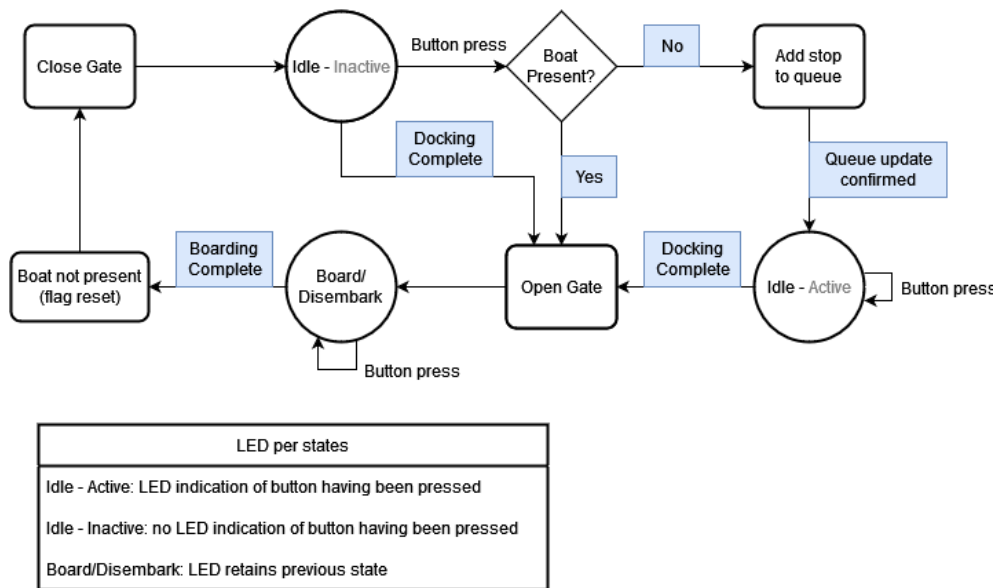 Close Gate
Idle - Inactive
Button press
Boat
Present?
No
Add stop
to queue
Docking
Complete
Yes
Queue update
confirmed
Boat not present
(flag reset)
Boarding
Complete
Board/
Disembark
Open Gate
Docking
Complete
Idle - Active
Button press
Button press
LED per states
Idle - Active: LED indication of button having been pressed
Idle - Inactive: no LED indication of button having been pressed
Board/Disembark: LED retains previous state